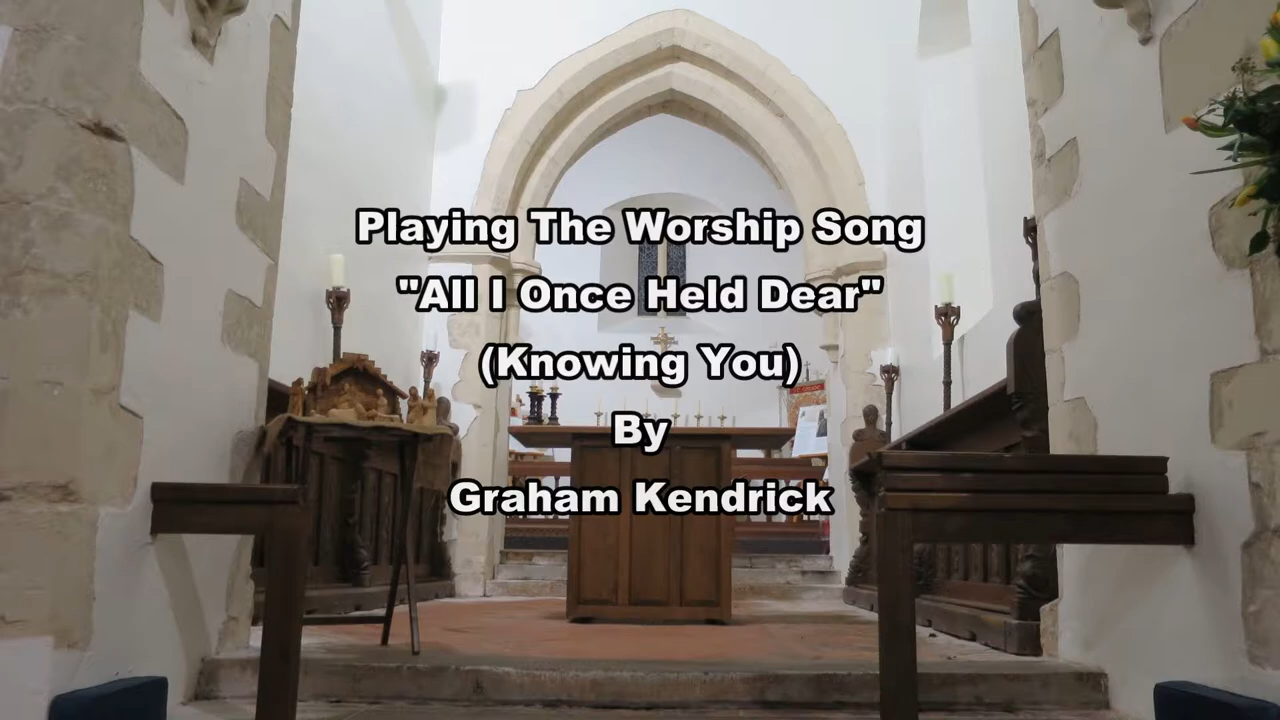 Playing The Worship Song
"All I Once Held Dear"
(Knowing You)
By
Graham Kendrick